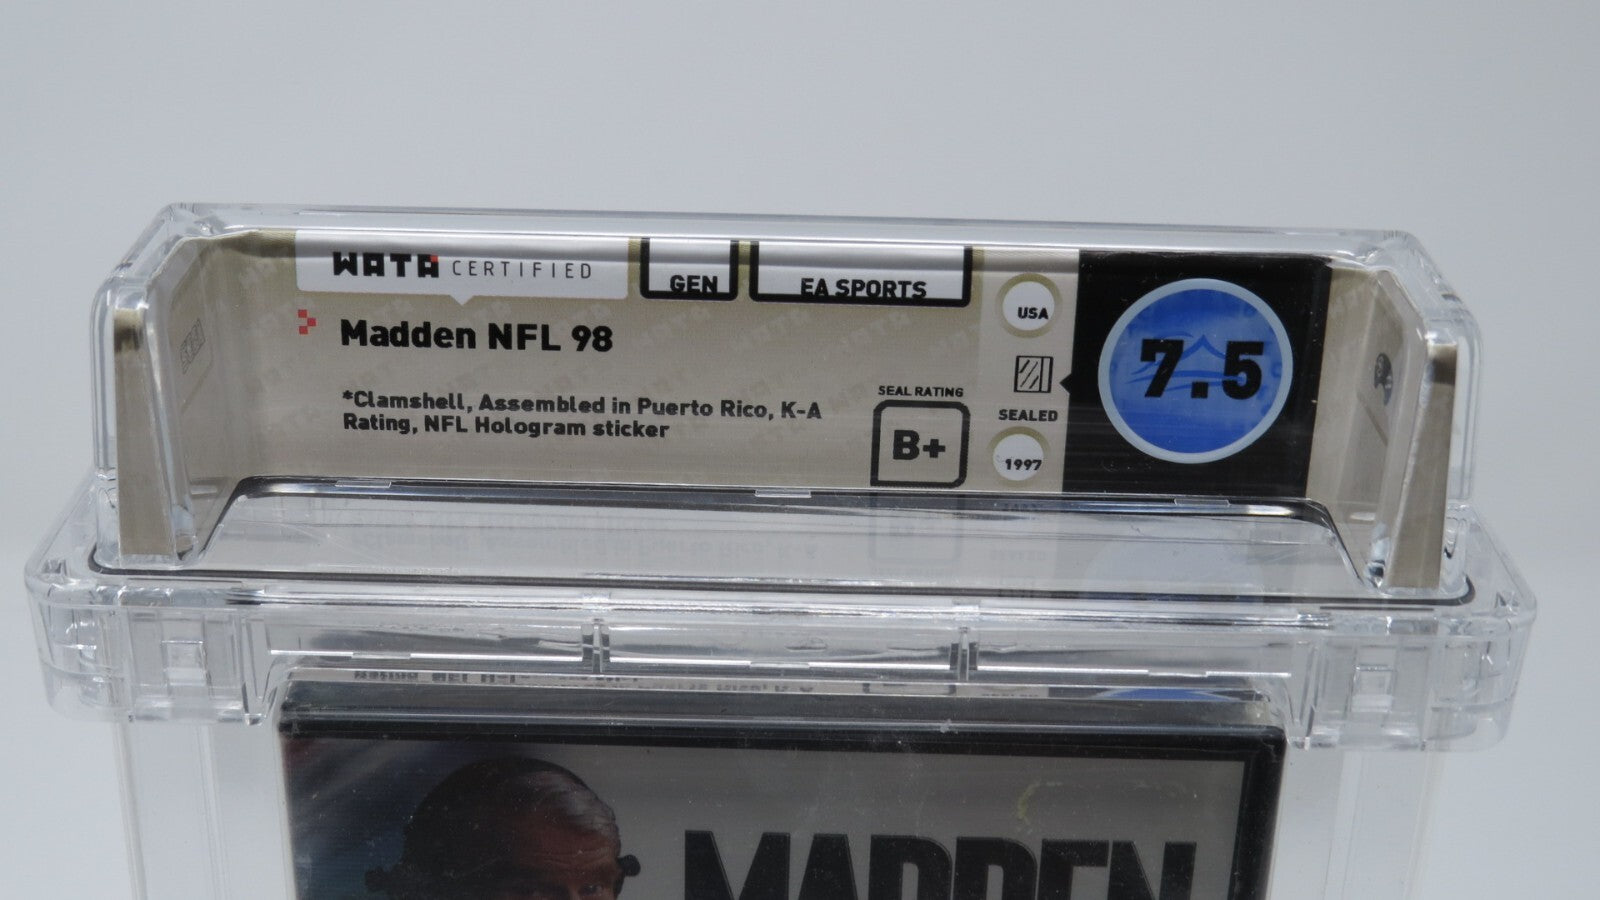 WATA CERTIFIED
GEN
EA SPORTS
USA
Madden NFL 98
7.5
*Clamshell, Assembled in Puerto Rico, K-A
Rating, NFL Hologram sticker
SEAL RATING
B+
SEALED
1997
MADDEN